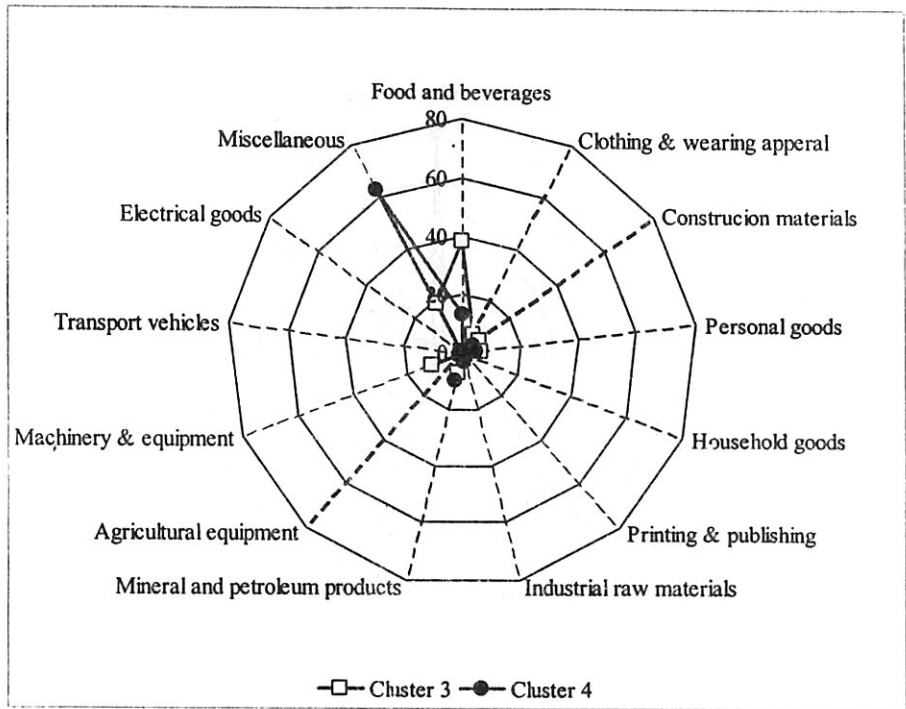 Food and beverages
80
Miscellaneous
Clothing & wearing apperal
60
Electrical goods
Construcion materials
40
20
Transport vehicles
Personal goods
0
Machinery & equipment
Household goods
Agricultural equipment
Printing & publishing
Mineral and petroleum products
Industrial raw materials
Cluster 3
Cluster 4